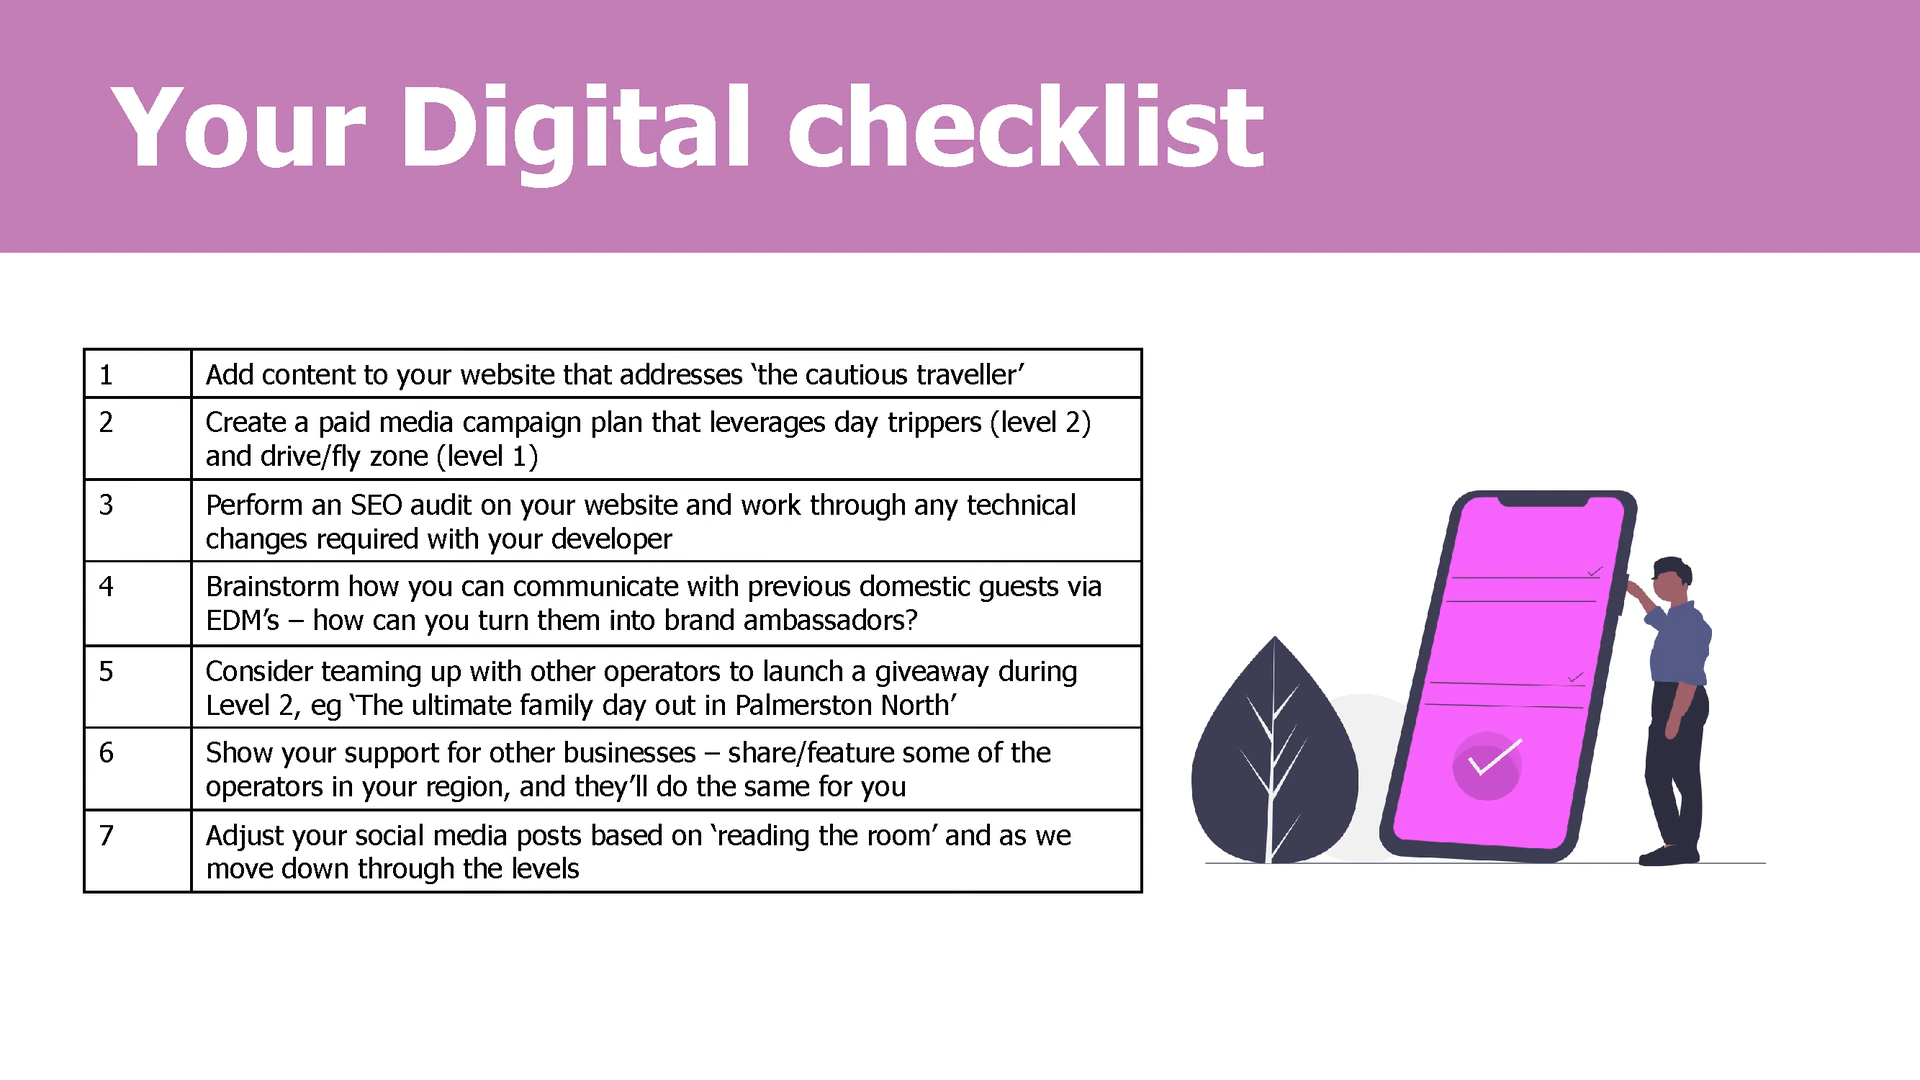 Your Digital checklist
1 Add content to your website that addresses ‘the cautious traveller’
2 Create a paid media campaign plan that leverages day trippers (level 2)
and drive/fly zone (level 1)
3 Perform an SEO audit on your website and work through any technical
changes required with your developer
4 Brainstorm how you can communicate with previous domestic guests via
EDM’s – how can you turn them into brand ambassadors?
5 Consider teaming up with other operators to launch a giveaway during
Level 2, eg ‘The ultimate family day out in Palmerston North’
6 Show your support for other businesses – share/feature some of the
operators in your region, and they’ll do the same for you
7 Adjust your social media posts based on ‘reading the room’ and as we
move down through the levels